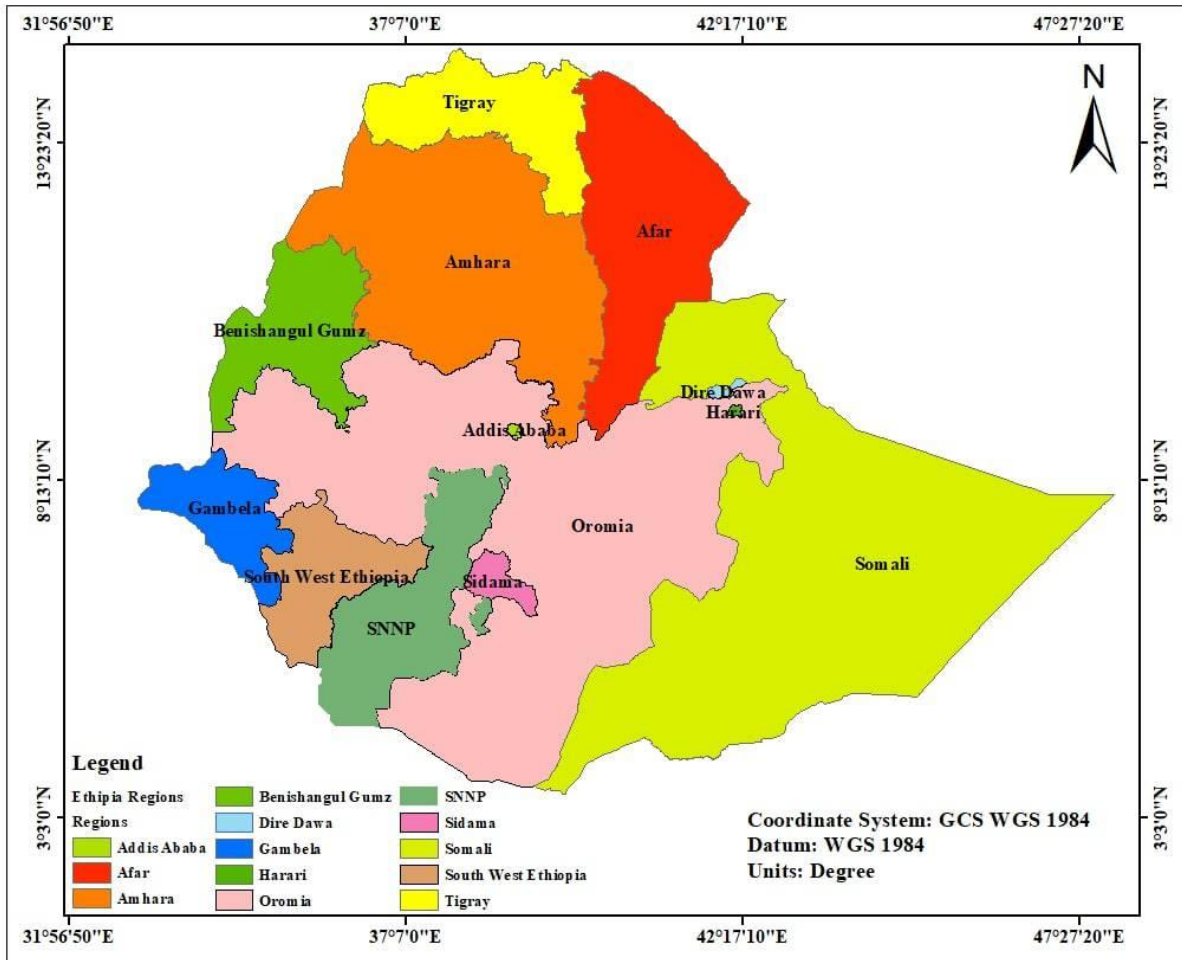 31°56'50"E
37°7'0"E
42°17'10"E
47°27'20"E
13°23'20"N
13°23'20"N
8°13'10"N
8°13'10"N
3°3'0"N
3°3'0"N
N
Tigray
Afar
Amhara
Benishangul Gumz
Dire Dawa
Harari
Addis Ababa
Gambela
Oromia
Somali
South West Ethiopia
Sidama
SNNP
Legend
Ethipia Regions
Regions
Addis Ababa
Afar
Amhara
Benishangul Gumz
Dire Dawa
Gambela
Harari
Oromia
SNNP
Sidama
Somali
South West Ethiopia
Tigray
Coordinate System: GCS WGS 1984
Datum: WGS 1984
Units: Degree
31°56'50"E
37°7'0"E
42°17'10"E
47°27'20"E